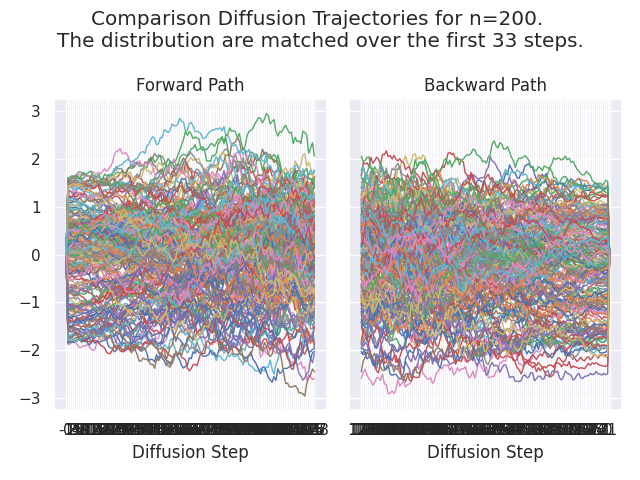 Comparison Diffusion Trajectories for n=200.
The distribution are matched over the first 33 steps.
Forward Path
Backward Path
3
2
1
0
−1
−2
−3
Diffusion Step
Diffusion Step